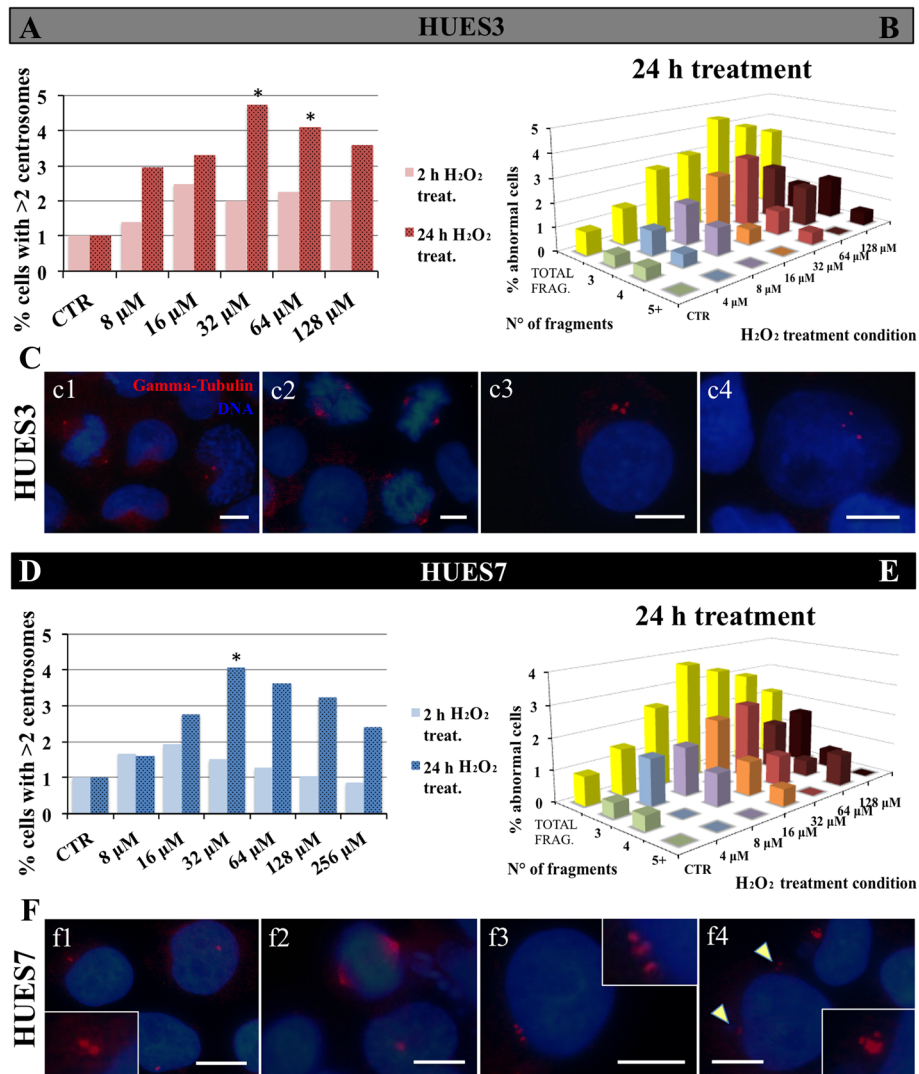 A HUES3 B
% cells with >2 centrosomes
5
4
3
2
1
0
*
*
CTR
8 µM
16 µM
32 µM
64 µM
128 µM
2 h H₂O₂
treat.
24 h H₂O₂
treat.
24 h treatment
% abnormal cells
5
4
3
2
1
0
TOTAL
FRAG.
3
4
5+
N° of fragments
CTR
4 µM
8 µM
16 µM
32 µM
64 µM
128 µM
H₂O₂ treatment condition
C
HUES3
c1
Gamma-Tubulin
DNA
c2
c3
c4
D HUES7 E
% cells with >2 centrosomes
5
4
3
2
1
0
*
CTR
8 µM
16 µM
32 µM
64 µM
128 µM
256 µM
2 h H₂O₂
treat.
24 h H₂O₂
treat.
24 h treatment
% abnormal cells
4
3
2
1
0
TOTAL
FRAG.
3
4
5+
N° of fragments
CTR
4 µM
8 µM
16 µM
32 µM
64 µM
128 µM
H₂O₂ treatment condition
F
HUES7
f1
f2
f3
f4